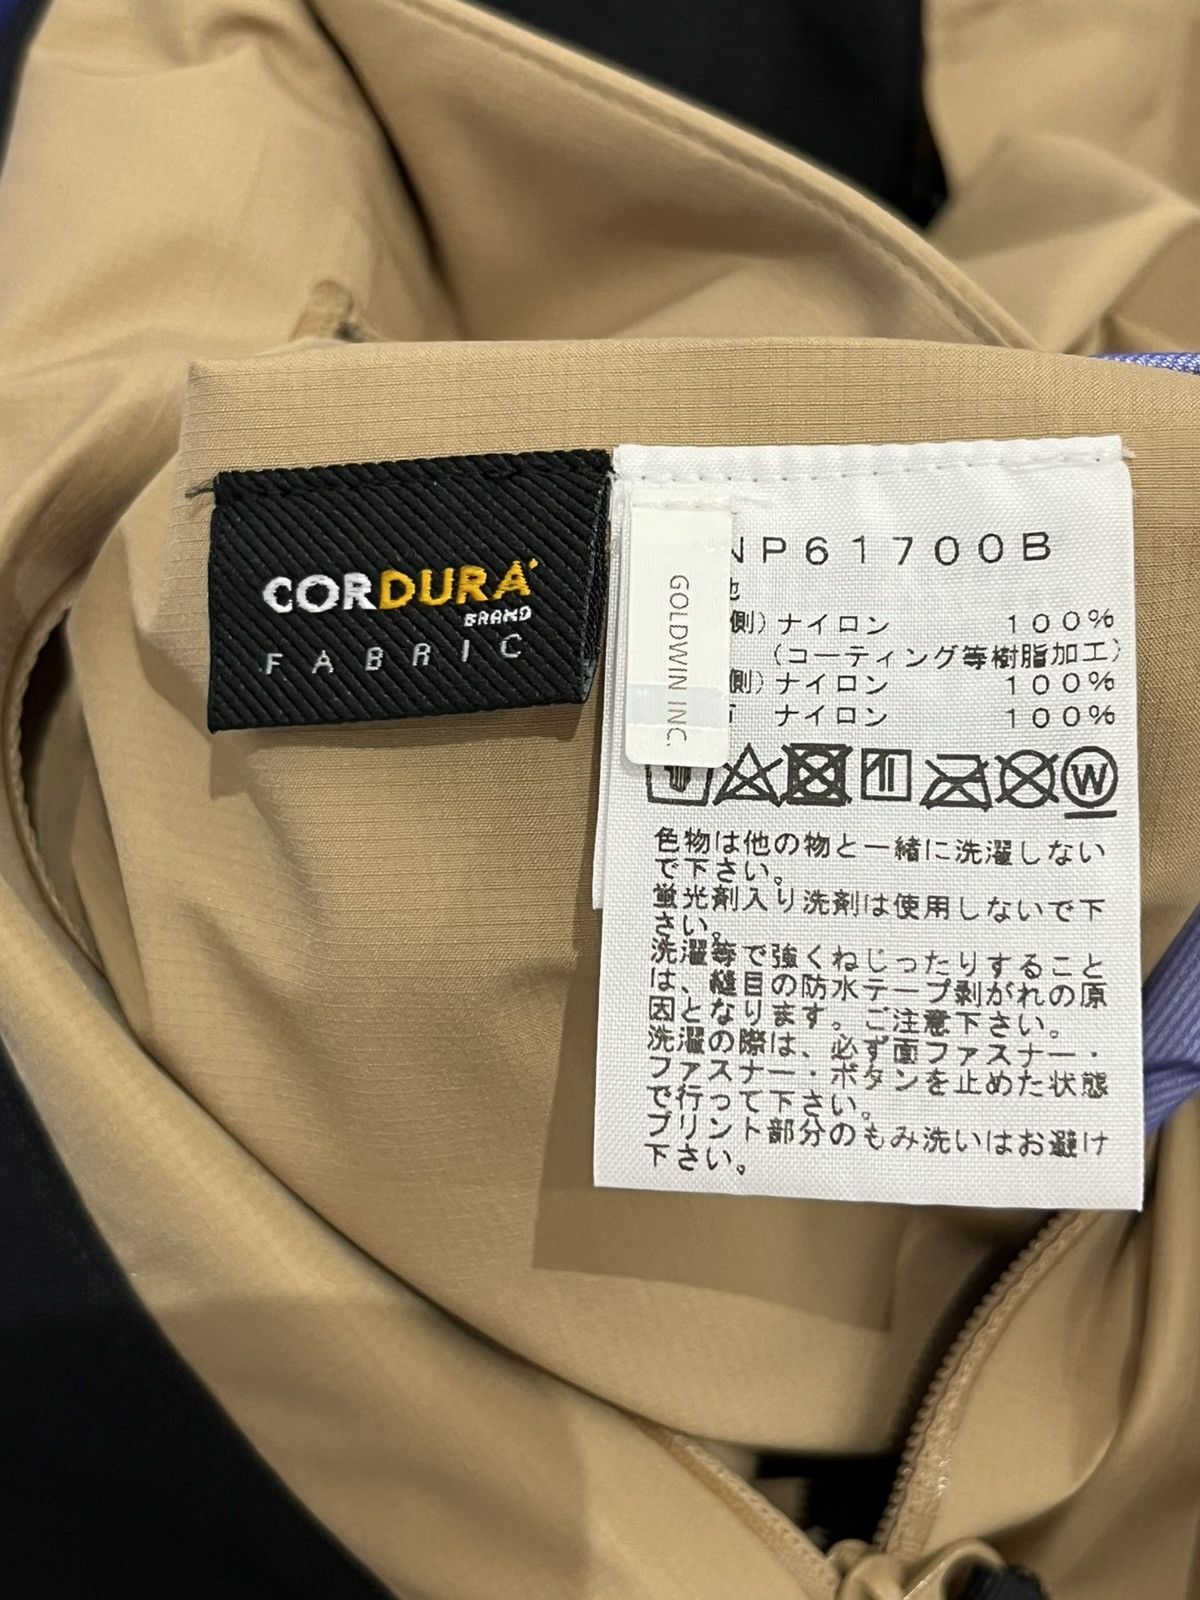 CORDURA
BRAND
FABRIC
NP61700B
地
側)ナイロン 100%
(コーティング等樹脂加工)
側)ナイロン 100%
ナイロン 100%
GOLDWIN INC.
W
色物は他の物と一緒に洗濯しない
で下さい。
蛍光剤入り洗剤は使用しないで下
さい。
洗濯等で強くねじったりすること
は、縫目の防水テープ剥がれの原
因となります。ご注意下さい。
洗濯の際は、必ず面ファスナー・
ファスナー・ボタンを止めた状態
で行って下さい。
プリント部分のもみ洗いはお避け
下さい。